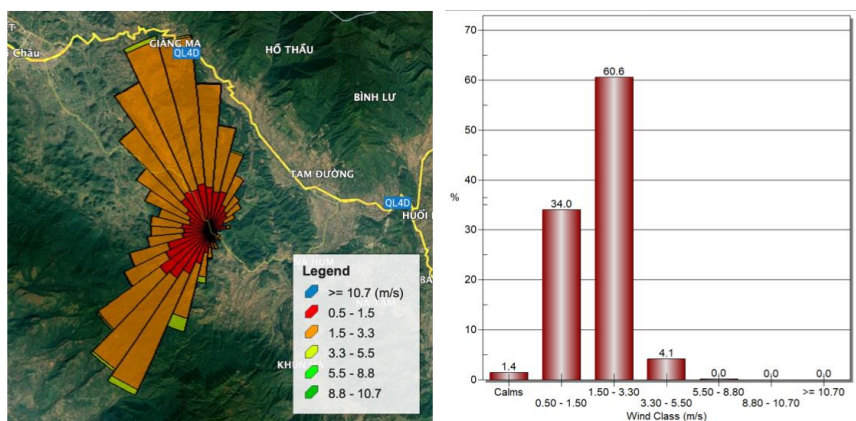 GIANG MA
QL4D
HỒ THẦU
BÌNH LƯ
TAM ĐƯỜNG
QL4D
NA HUM
Legend
>= 10.7 (m/s)
0.5 - 1.5
1.5 - 3.3
3.3 - 5.5
5.5 - 8.8
8.8 - 10.7
%
70
60
50
40
30
20
10
0
1.4
34.0
60.6
4.1
0.0
0.0
0.0
Calms
0.50 - 1.50
1.50 - 3.30
3.30 - 5.50
5.50 - 8.80
8.80 - 10.70
>= 10.70
Wind Class (m/s)